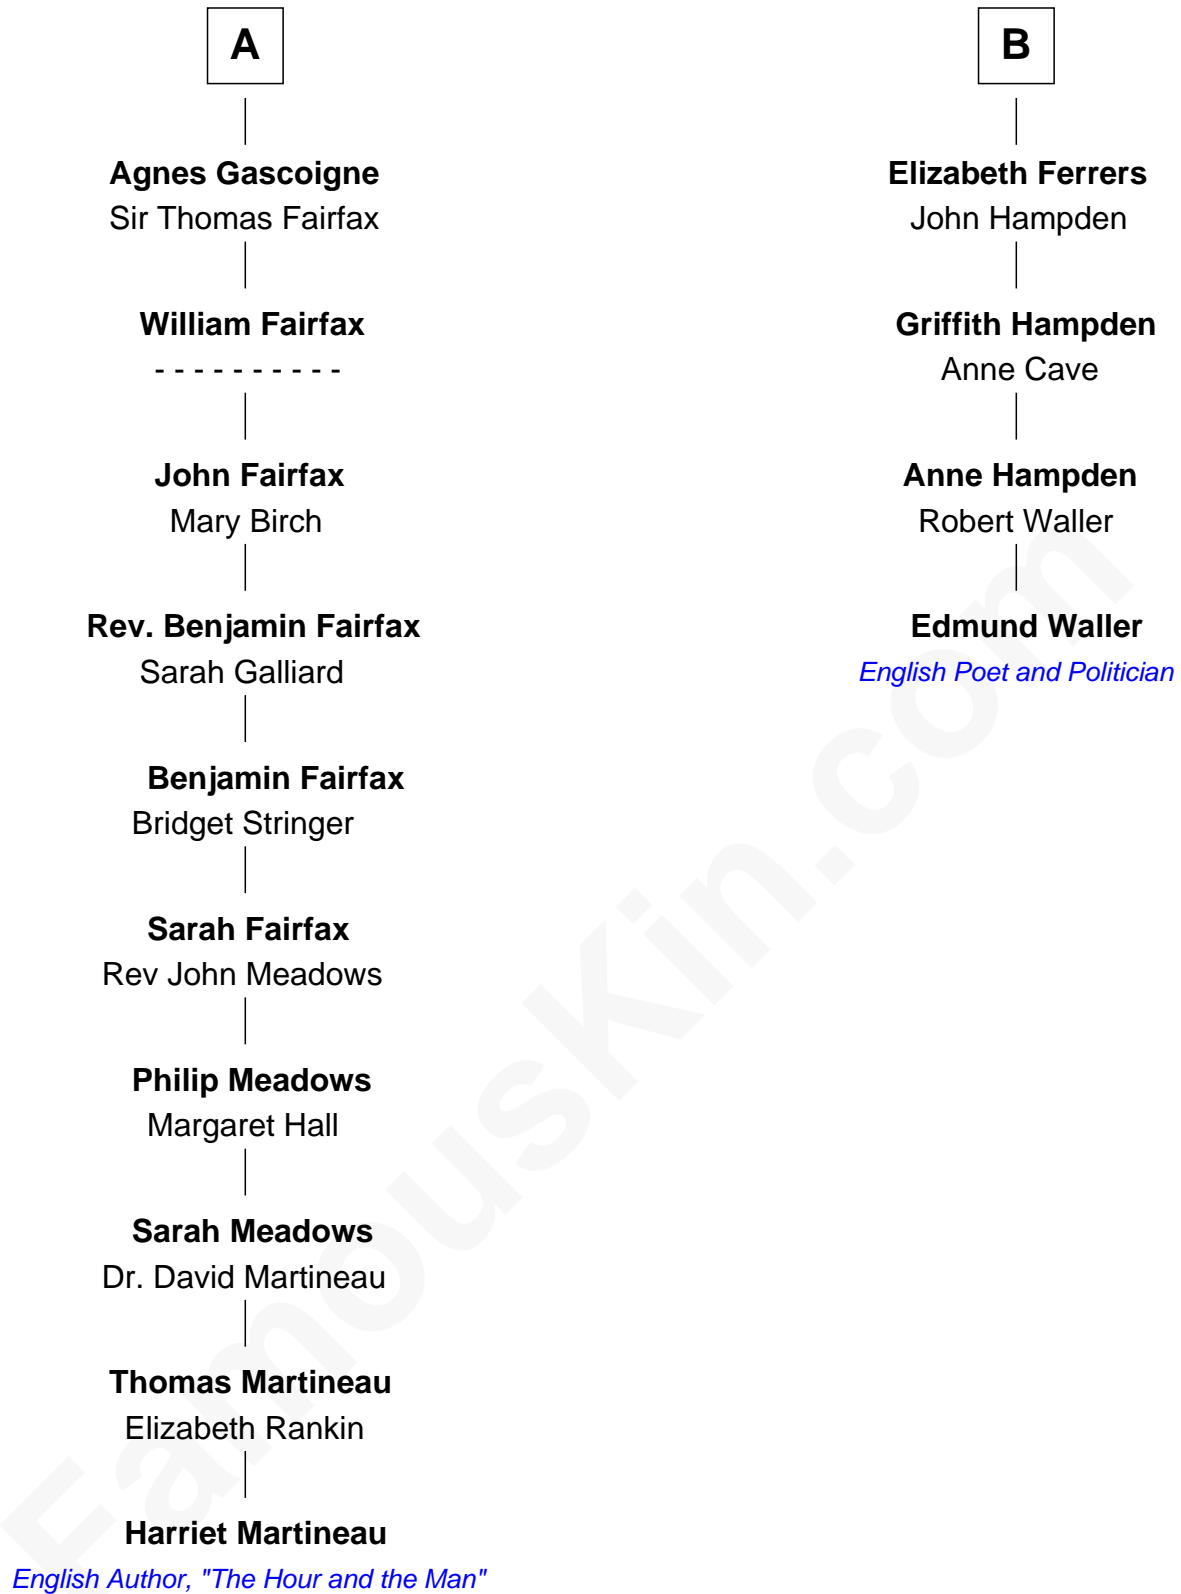 A
Agnes Gascoigne
Sir Thomas Fairfax
William Fairfax
- - - - - - - - - -
John Fairfax
Mary Birch
Rev. Benjamin Fairfax
Sarah Galliard
Benjamin Fairfax
Bridget Stringer
Sarah Fairfax
Rev John Meadows
Philip Meadows
Margaret Hall
Sarah Meadows
Dr. David Martineau
Thomas Martineau
Elizabeth Rankin
Harriet Martineau
English Author, "The Hour and the Man"
B
Elizabeth Ferrers
John Hampden
Griffith Hampden
Anne Cave
Anne Hampden
Robert Waller
Edmund Waller
English Poet and Politician
FamousKin.com